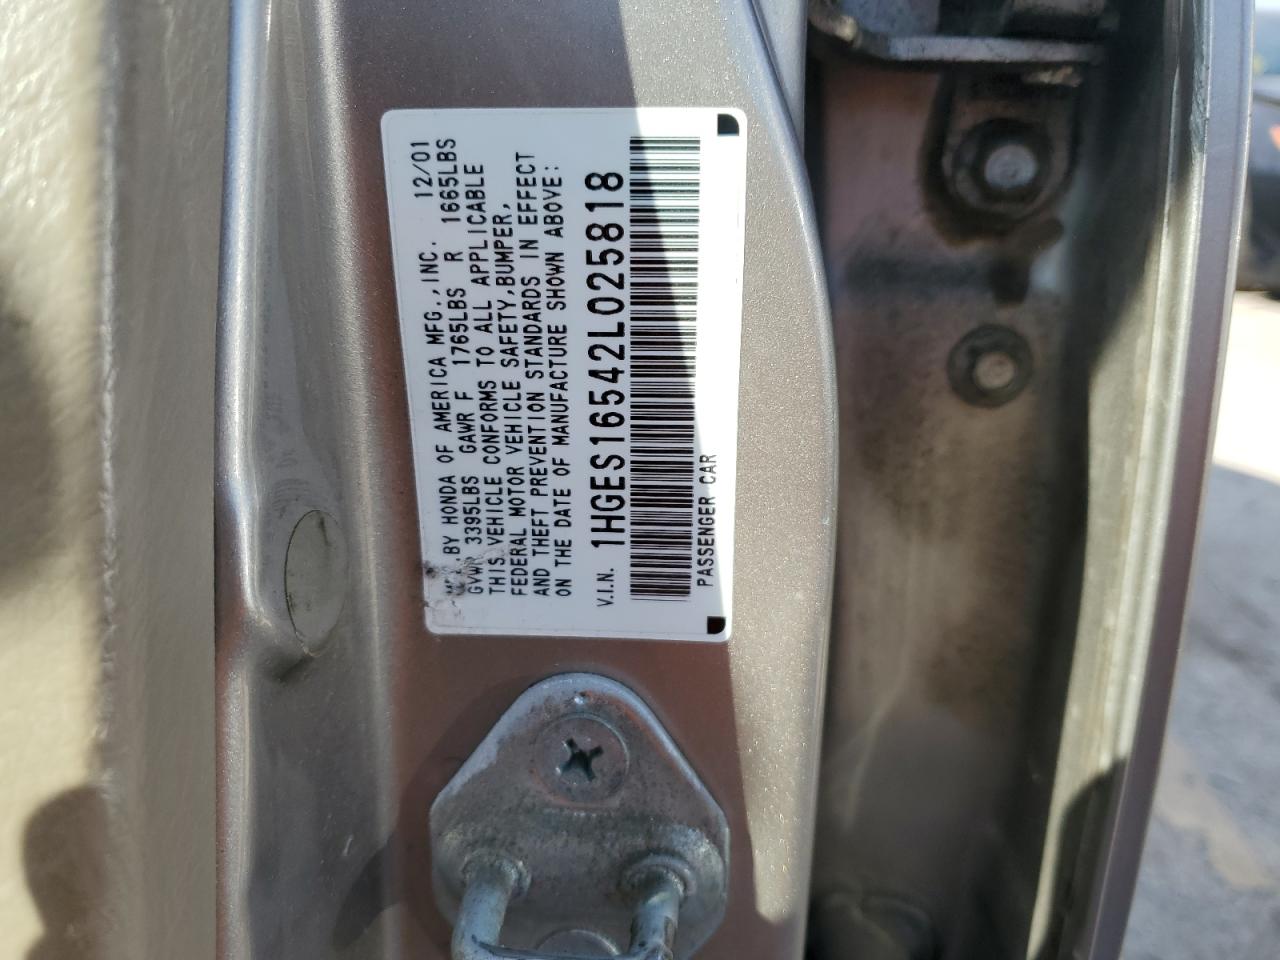 BY HONDA OF AMERICA MFG., INC. 12/01
3395LBS GAWR F 1765LBS R 1665LBS
THIS VEHICLE CONFORMS TO ALL APPLICABLE
FEDERAL MOTOR VEHICLE SAFETY, BUMPER,
AND THEFT PREVENTION STANDARDS IN EFFECT
ON THE DATE OF MANUFACTURE SHOWN ABOVE:
V.I.N. 1HGES16542L025818
PASSENGER CAR